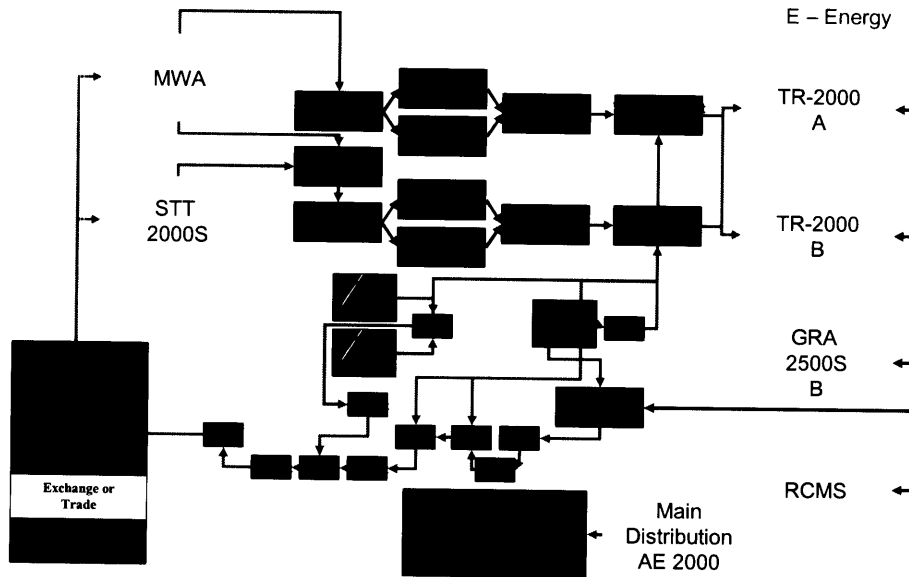 E – Energy
MWA
TR-2000
A
STT
2000S
TR-2000
B
GRA
2500S
B
Exchange or
Trade
RCMS
Main
Distribution
AE 2000